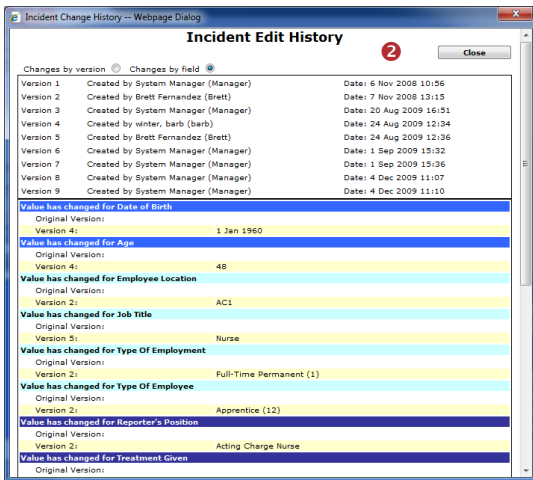 Incident Change History -- Webpage Dialog
Incident Edit History
2
Close
Changes by version Changes by field
Version 1 Created by System Manager (Manager) Date: 6 Nov 2008 10:56
Version 2 Created by Brett Fernandez (Brett) Date: 7 Nov 2008 13:15
Version 3 Created by System Manager (Manager) Date: 20 Aug 2009 16:51
Version 4 Created by winter, barb (barb) Date: 24 Aug 2009 12:34
Version 5 Created by Brett Fernandez (Brett) Date: 24 Aug 2009 12:36
Version 6 Created by System Manager (Manager) Date: 1 Sep 2009 15:32
Version 7 Created by System Manager (Manager) Date: 1 Sep 2009 15:36
Version 8 Created by System Manager (Manager) Date: 4 Dec 2009 11:07
Version 9 Created by System Manager (Manager) Date: 4 Dec 2009 11:10
Value has changed for Date of Birth
Original Version:
Version 4: 1 Jan 1960
Value has changed for Age
Original Version:
Version 4: 48
Value has changed for Employee Location
Original Version:
Version 2: AC1
Value has changed for Job Title
Original Version:
Version 5: Nurse
Value has changed for Type Of Employment
Original Version:
Version 2: Full-Time Permanent (1)
Value has changed for Type Of Employee
Original Version:
Version 2: Apprentice (12)
Value has changed for Reporter's Position
Original Version:
Version 2: Acting Charge Nurse
Value has changed for Treatment Given
Original Version: